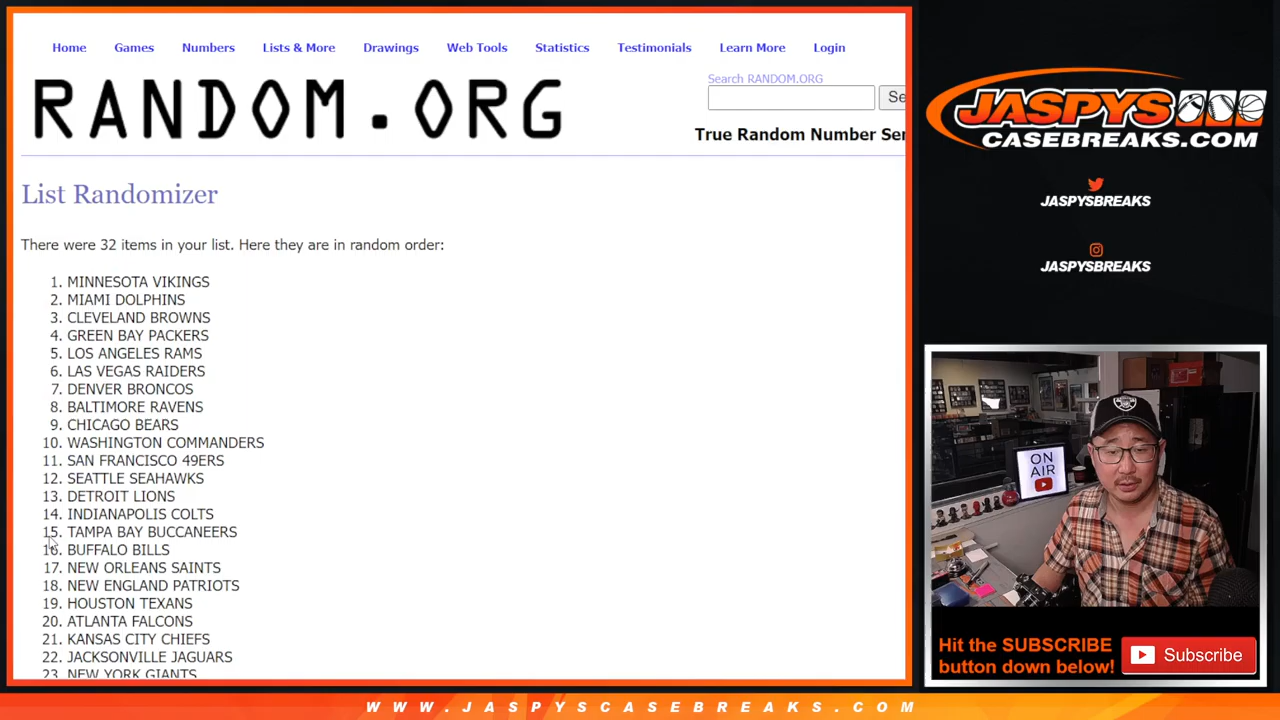 Home Games Numbers Lists & More Drawings Web Tools Statistics Testimonials Learn More Login
Search RANDOM.ORG
RANDOM.ORG
Se
True Random Number Ser
List Randomizer
There were 32 items in your list. Here they are in random order:
1. MINNESOTA VIKINGS
2. MIAMI DOLPHINS
3. CLEVELAND BROWNS
4. GREEN BAY PACKERS
5. LOS ANGELES RAMS
6. LAS VEGAS RAIDERS
7. DENVER BRONCOS
8. BALTIMORE RAVENS
9. CHICAGO BEARS
10. WASHINGTON COMMANDERS
11. SAN FRANCISCO 49ERS
12. SEATTLE SEAHAWKS
13. DETROIT LIONS
14. INDIANAPOLIS COLTS
15. TAMPA BAY BUCCANEERS
16. BUFFALO BILLS
17. NEW ORLEANS SAINTS
18. NEW ENGLAND PATRIOTS
19. HOUSTON TEXANS
20. ATLANTA FALCONS
21. KANSAS CITY CHIEFS
22. JACKSONVILLE JAGUARS
23. NEW YORK GIANTS
JASPYS
CASEBREAKS.COM
JASPYSBREAKS
JASPYSBREAKS
ON
AIR
Hit the SUBSCRIBE
button down below!
Subscribe
WWW.JASPYSCASEBREAKS.COM